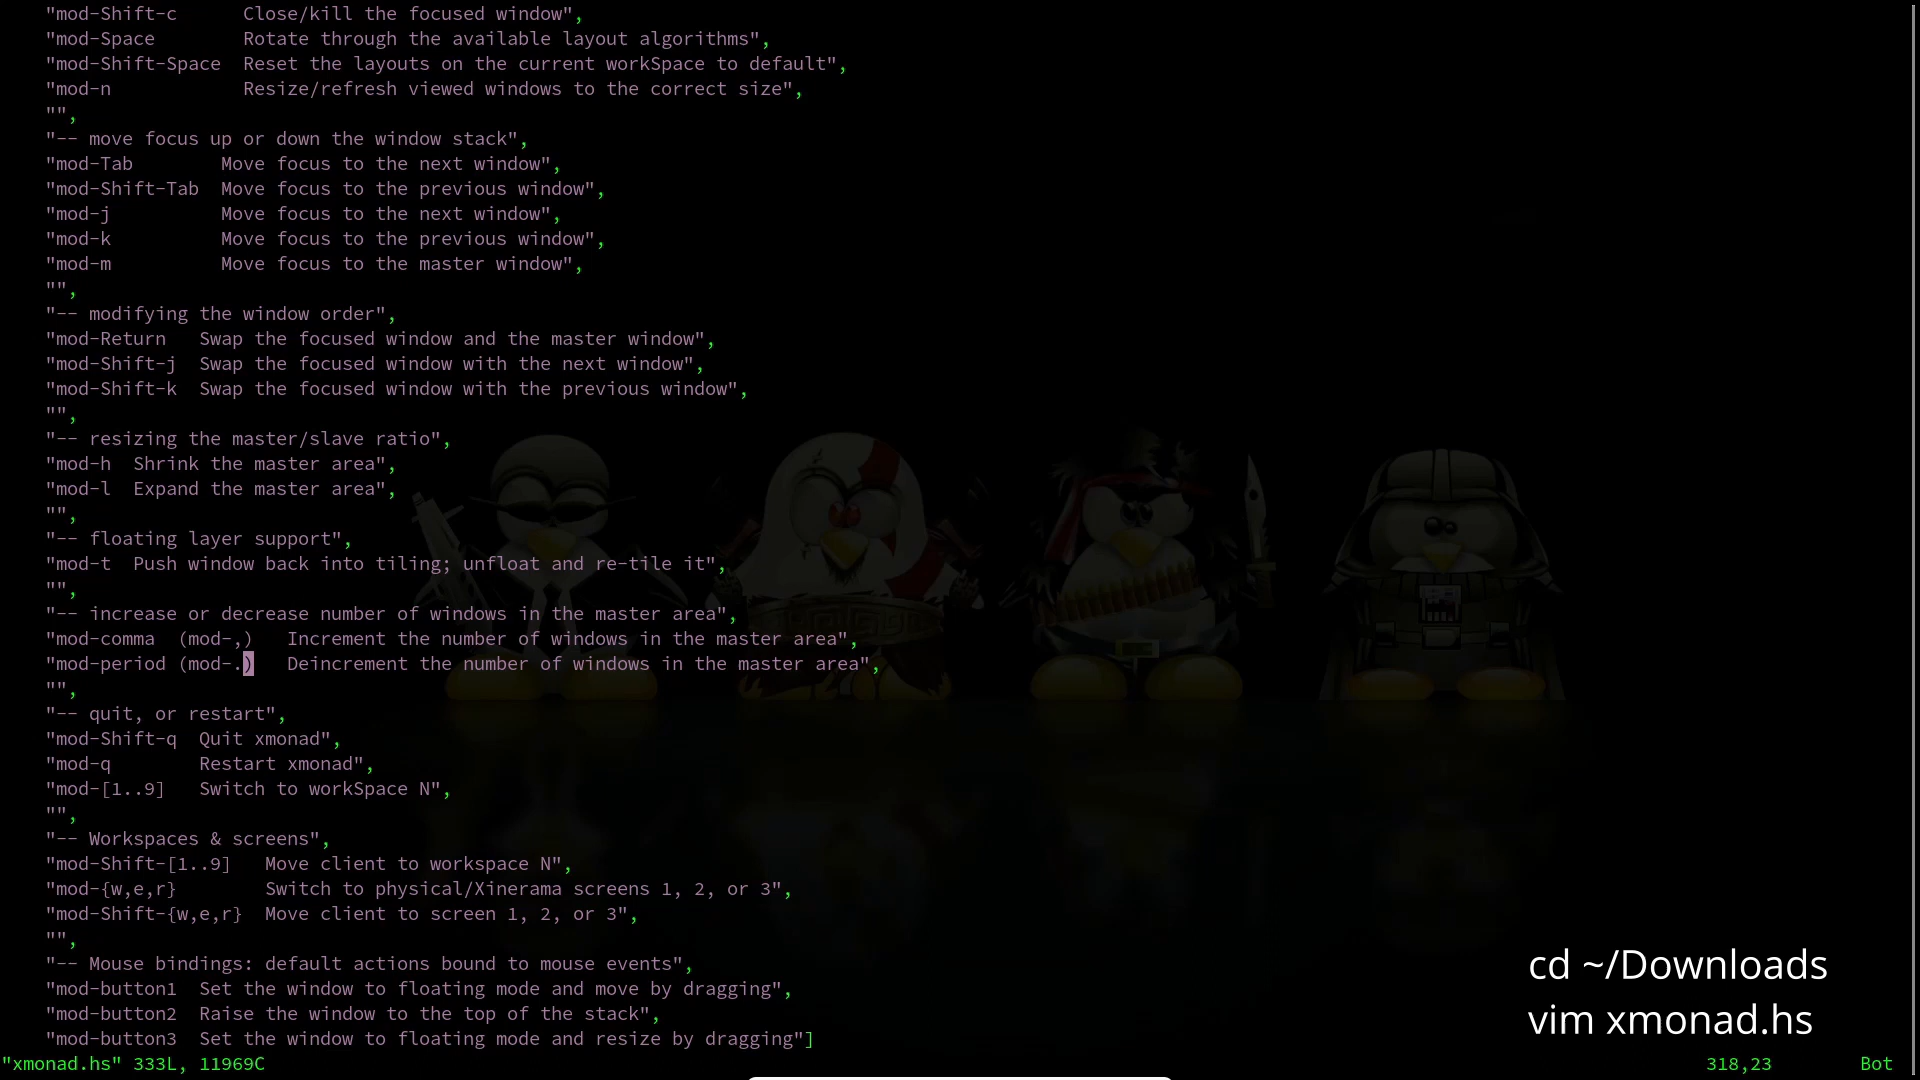 "mod-Shift-c      Close/kill the focused window",
"mod-Space        Rotate through the available layout algorithms",
"mod-Shift-Space  Reset the layouts on the current workSpace to default",
"mod-n            Resize/refresh viewed windows to the correct size",
"",
"-- move focus up or down the window stack",
"mod-Tab        Move focus to the next window",
"mod-Shift-Tab  Move focus to the previous window",
"mod-j          Move focus to the next window",
"mod-k          Move focus to the previous window",
"mod-m          Move focus to the master window",
"",
"-- modifying the window order",
"mod-Return   Swap the focused window and the master window",
"mod-Shift-j  Swap the focused window with the next window",
"mod-Shift-k  Swap the focused window with the previous window",
"",
"-- resizing the master/slave ratio",
"mod-h  Shrink the master area",
"mod-l  Expand the master area",
"",
"-- floating layer support",
"mod-t  Push window back into tiling; unfloat and re-tile it",
"",
"-- increase or decrease number of windows in the master area",
"mod-comma  (mod-,)   Increment the number of windows in the master area",
"mod-period (mod-.)   Deincrement the number of windows in the master area",
"",
"-- quit, or restart",
"mod-Shift-q  Quit xmonad",
"mod-q        Restart xmonad",
"mod-[1..9]   Switch to workSpace N",
"",
"-- Workspaces & screens",
"mod-Shift-[1..9]   Move client to workspace N",
"mod-{w,e,r}        Switch to physical/Xinerama screens 1, 2, or 3",
"mod-Shift-{w,e,r}  Move client to screen 1, 2, or 3",
"",
"-- Mouse bindings: default actions bound to mouse events",
"mod-button1  Set the window to floating mode and move by dragging",
"mod-button2  Raise the window to the top of the stack",
"mod-button3  Set the window to floating mode and resize by dragging"]
"xmonad.hs" 333L, 11969C
318,23
Bot
cd ~/Downloads
vim xmonad.hs